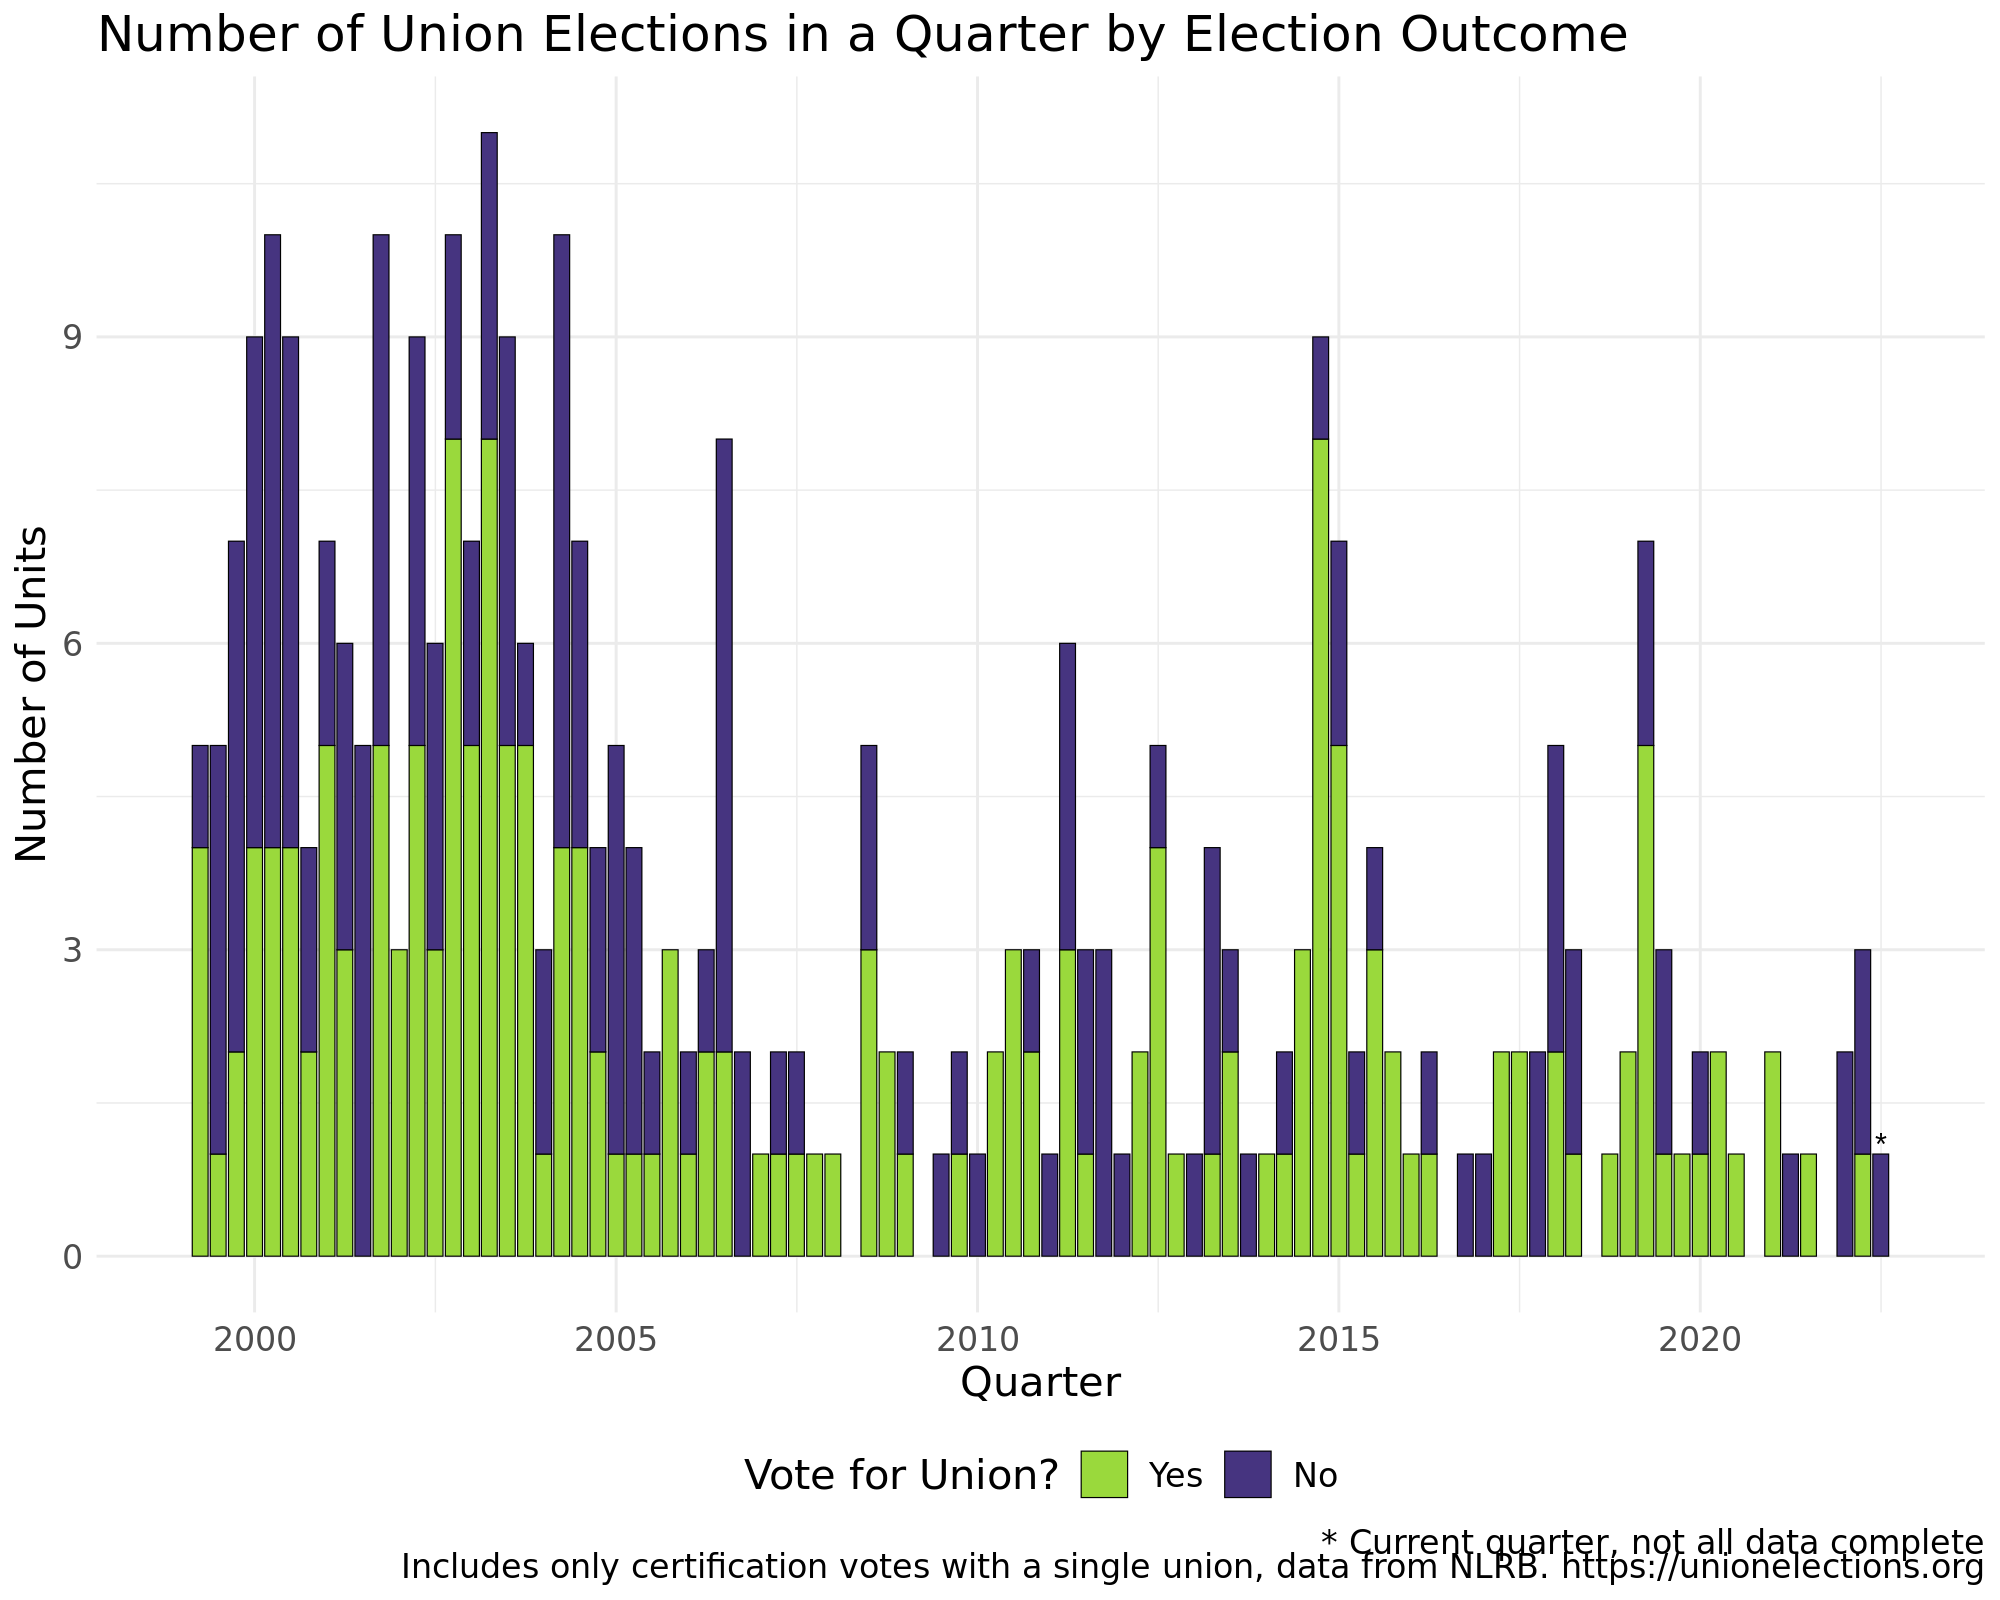 Number of Union Elections in a Quarter by Election Outcome
Number of Units
9
6
3
0
*
2000 2005 2010 2015 2020
Quarter
Vote for Union? Yes No
* Current quarter, not all data complete
Includes only certification votes with a single union, data from NLRB. https://unionelections.org